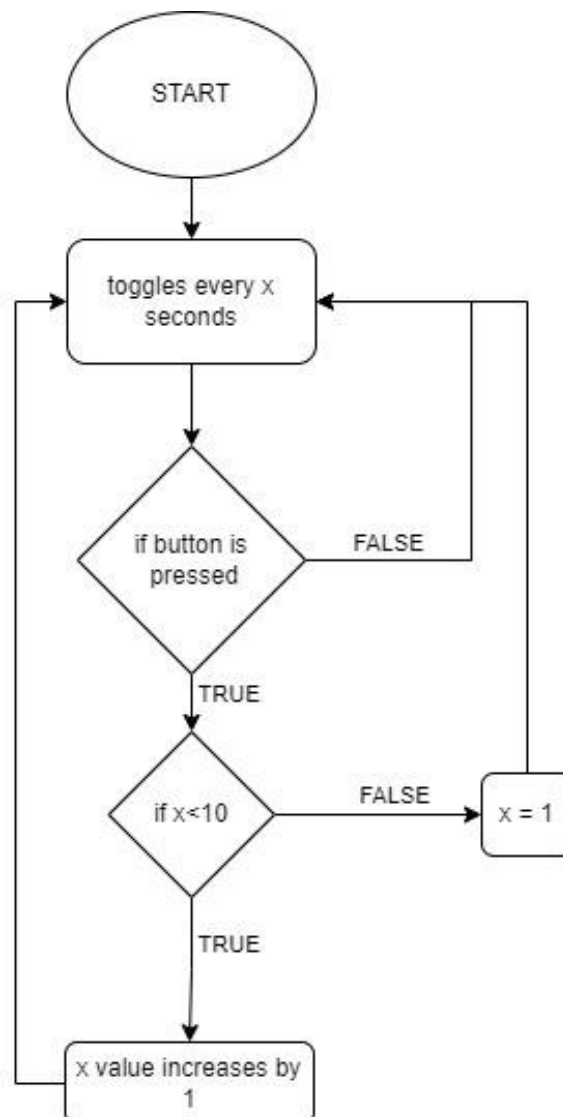 START
toggles every x
seconds
if button is
pressed
FALSE
TRUE
if x<10
FALSE
x = 1
TRUE
x value increases by
1